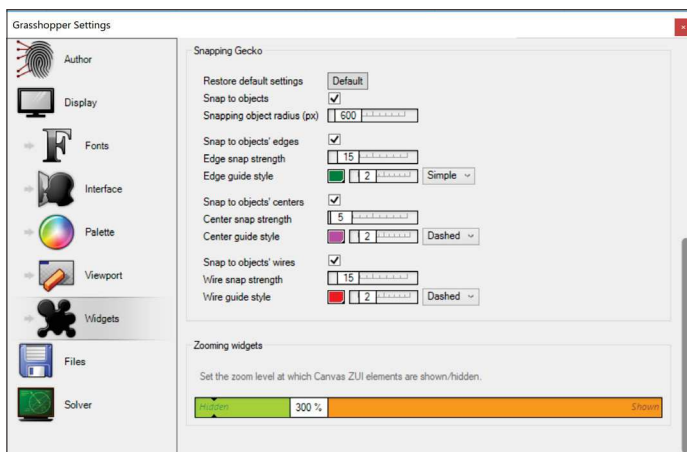 Grasshopper Settings
Author
Display
Fonts
Interface
Palette
Viewport
Widgets
Files
Solver
Snapping Gecko
Restore default settings Default
Snap to objects
Snapping object radius (px) 600
Snap to objects' edges
Edge snap strength 15
Edge guide style 2 Simple
Snap to objects' centers
Center snap strength 5
Center guide style 2 Dashed
Snap to objects' wires
Wire snap strength 15
Wire guide style 2 Dashed
Zooming widgets
Set the zoom level at which Canvas ZUI elements are shown/hidden.
Hidden 300 % Shown